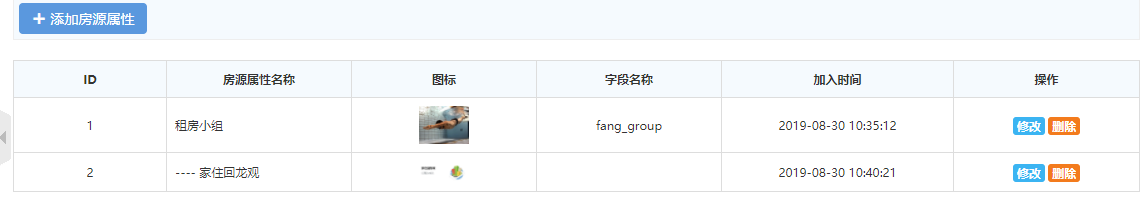 + 添加房源属性
ID 房源属性名称 图标 字段名称 加入时间 操作
1 租房小组 fang_group 2019-08-30 10:35:12 修改 删除
2 ---- 家住回龙观 2019-08-30 10:40:21 修改 删除